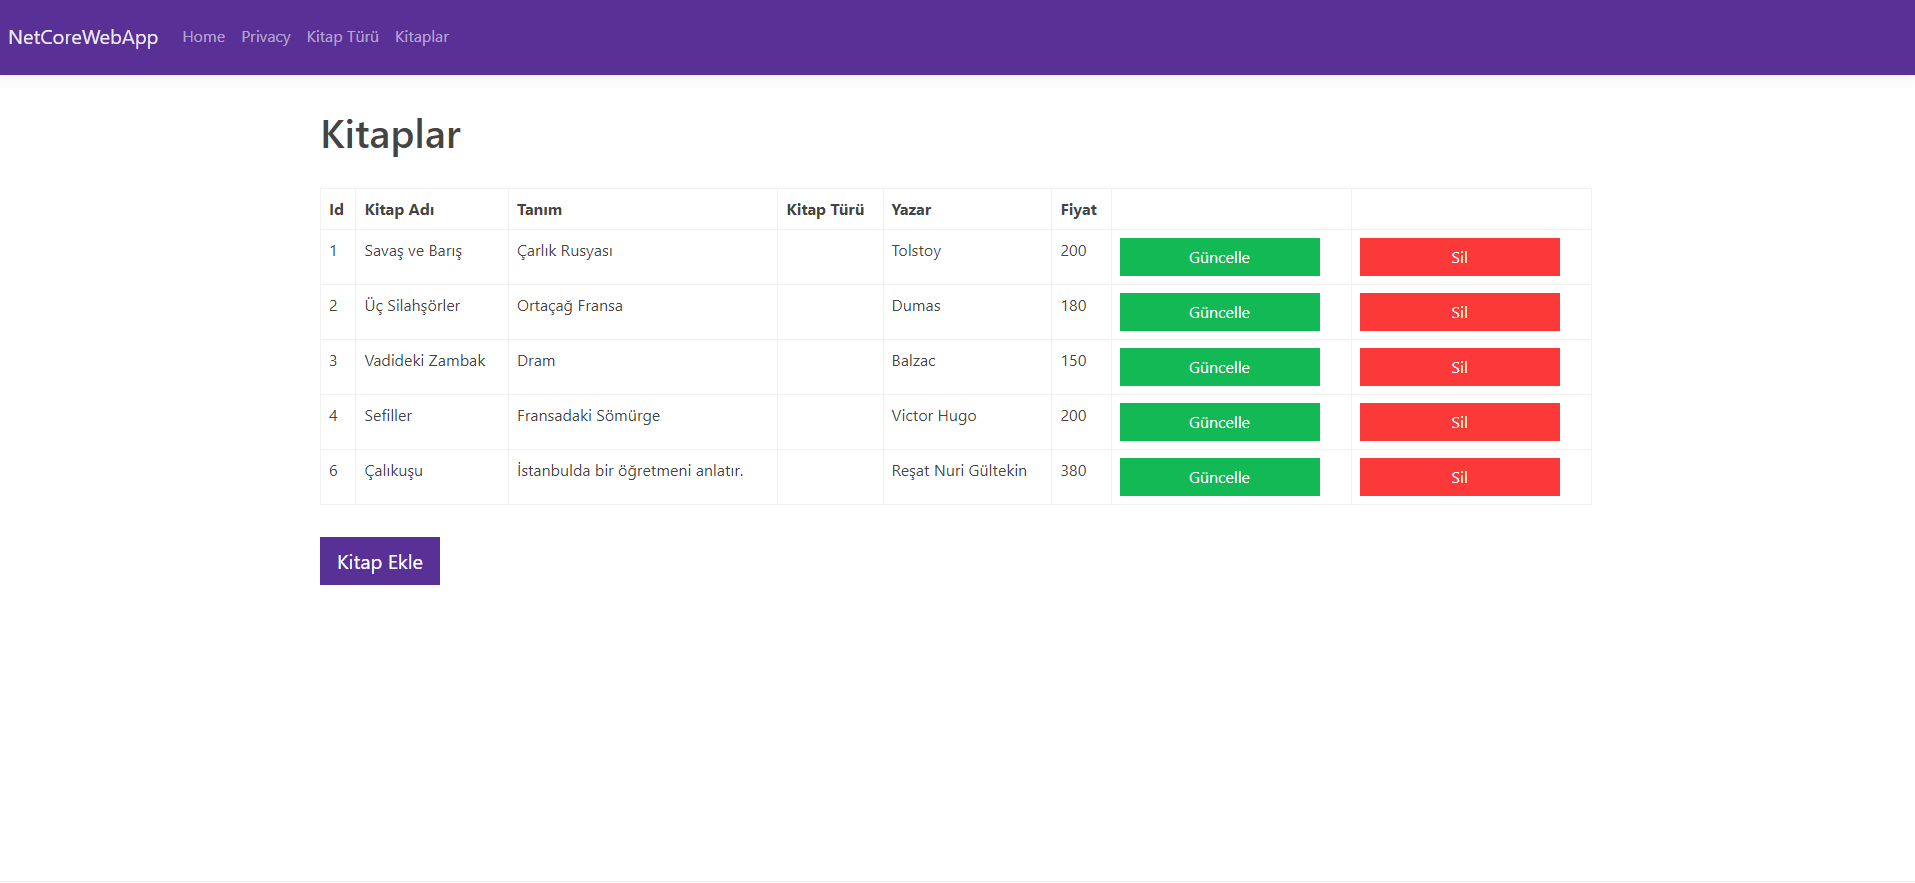 NetCoreWebApp Home Privacy Kitap Türü Kitaplar
Kitaplar
Id Kitap Adı Tanım Kitap Türü Yazar Fiyat
1 Savaş ve Barış Çarlık Rusyası Tolstoy 200 Güncelle Sil
2 Üç Silahşörler Ortaçağ Fransa Dumas 180 Güncelle Sil
3 Vadideki Zambak Dram Balzac 150 Güncelle Sil
4 Sefiller Fransadaki Sömürge Victor Hugo 200 Güncelle Sil
6 Çalıkuşu İstanbulda bir öğretmeni anlatır. Reşat Nuri Gültekin 380 Güncelle Sil
Kitap Ekle